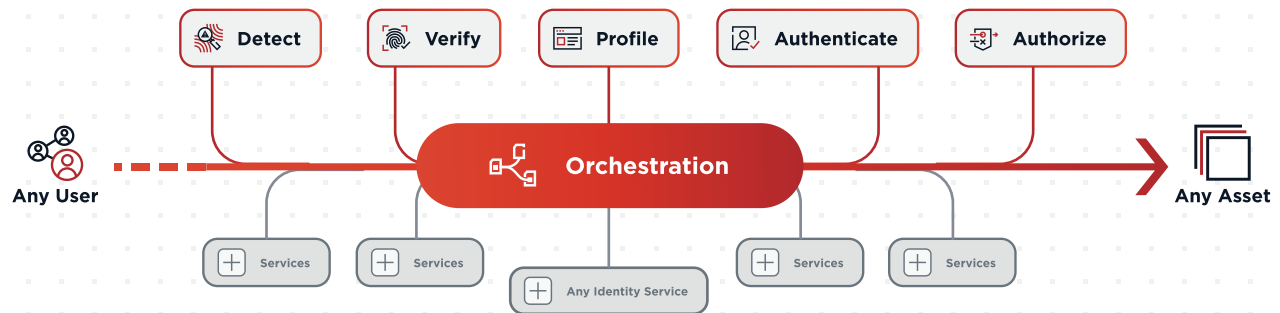 Detect
Verify
Profile
Authenticate
Authorize
Orchestration
Any User
Any Asset
Services
Services
Any Identity Service
Services
Services